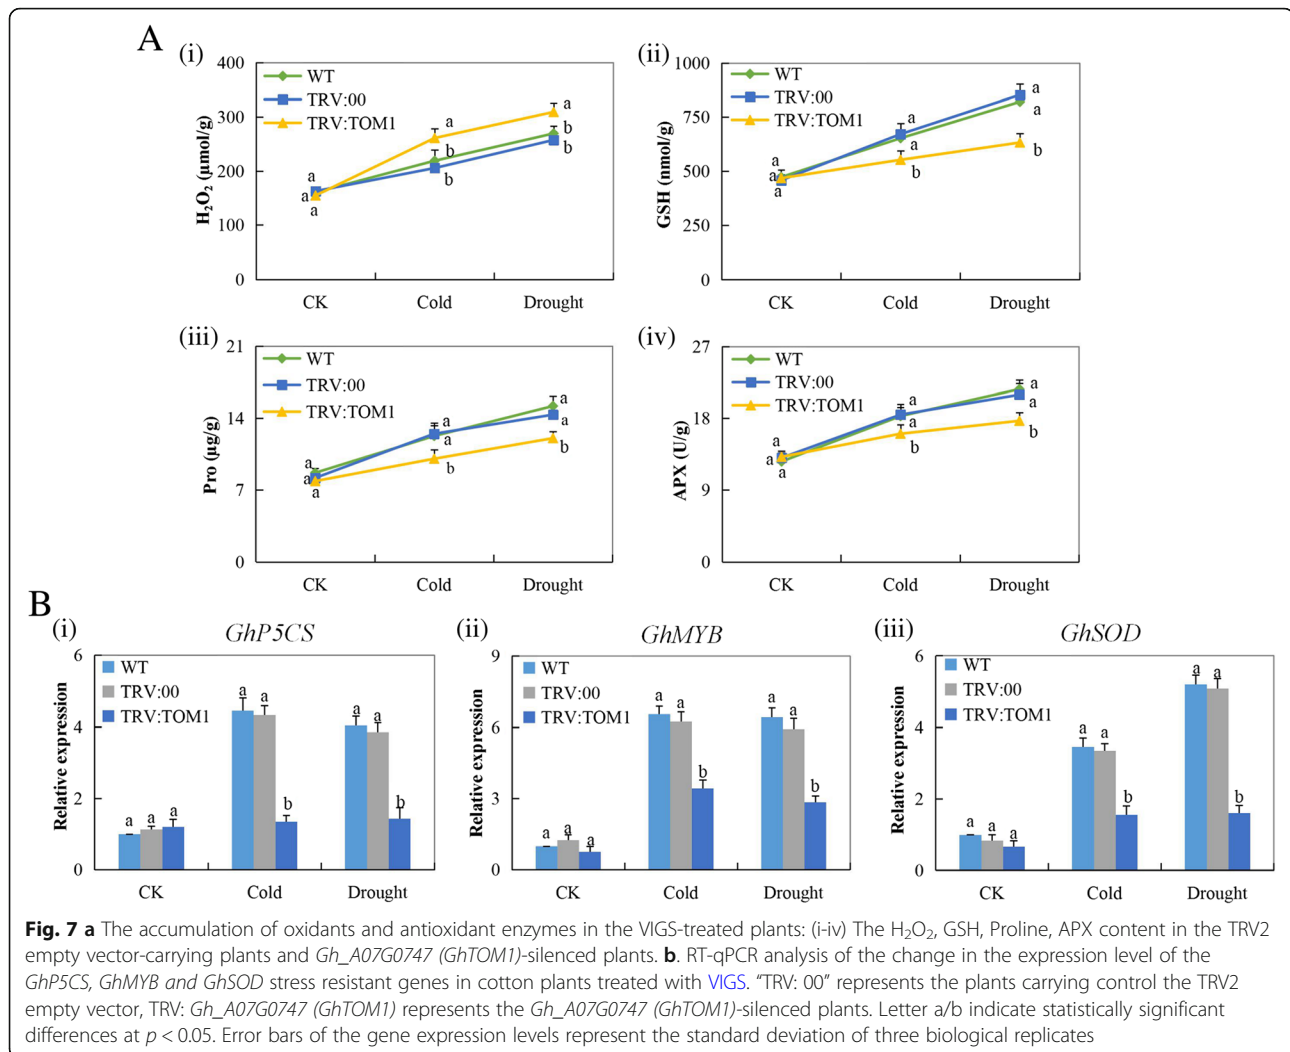 A
(i)
400
300
200
100
0
H₂O₂ (µmol/g)
WT
TRV:00
TRV:TOM1
a
a
a
a
b
b
a
b
b
CK Cold Drought
(ii)
1000
750
500
250
0
GSH (nmol/g)
WT
TRV:00
TRV:TOM1
a
a
a
a
a
b
a
a
b
CK Cold Drought
(iii)
21
14
7
0
Pro (µg/g)
WT
TRV:00
TRV:TOM1
a
a
a
a
a
b
a
a
b
CK Cold Drought
(iv)
27
18
9
0
APX (U/g)
WT
TRV:00
TRV:TOM1
a
a
a
a
a
b
a
a
b
CK Cold Drought
B
(i)
GhP5CS
6
4
2
0
Relative expression
WT
TRV:00
TRV:TOM1
a a a
a a b
a a b
CK Cold Drought
(ii)
GhMYB
9
6
3
0
Relative expression
WT
TRV:00
TRV:TOM1
a a a
a a b
a a b
CK Cold Drought
(iii)
GhSOD
6
4
2
0
Relative expression
WT
TRV:00
TRV:TOM1
a a a
a a b
a a b
CK Cold Drought
Fig. 7 a The accumulation of oxidants and antioxidant enzymes in the VIGS-treated plants: (i-iv) The H₂O₂, GSH, Proline, APX content in the TRV2
empty vector-carrying plants and Gh_A07G0747 (GhTOM1)-silenced plants. b. RT-qPCR analysis of the change in the expression level of the
GhP5CS, GhMYB and GhSOD stress resistant genes in cotton plants treated with VIGS. “TRV: 00” represents the plants carrying control the TRV2
empty vector, TRV: Gh_A07G0747 (GhTOM1) represents the Gh_A07G0747 (GhTOM1)-silenced plants. Letter a/b indicate statistically significant
differences at p < 0.05. Error bars of the gene expression levels represent the standard deviation of three biological replicates